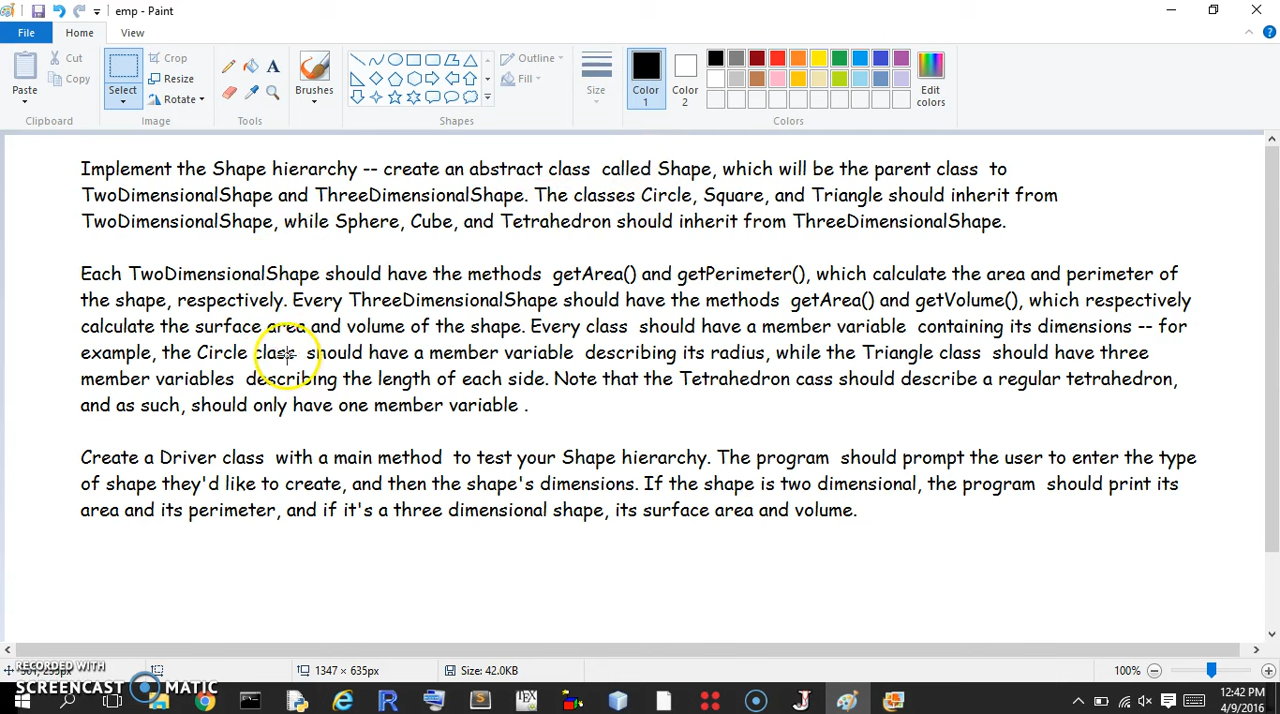 emp - Paint
File
Home
View
Paste
Cut
Copy
Clipboard
Select
Crop
Resize
Rotate
Image
Tools
Brushes
Outline
Fill
Shapes
Size
Color 1
Color 2
Edit colors
Colors
Implement the Shape hierarchy -- create an abstract class called Shape, which will be the parent class to
TwoDimensionalShape and ThreeDimensionalShape. The classes Circle, Square, and Triangle should inherit from
TwoDimensionalShape, while Sphere, Cube, and Tetrahedron should inherit from ThreeDimensionalShape.
Each TwoDimensionalShape should have the methods getArea() and getPerimeter(), which calculate the area and perimeter of
the shape, respectively. Every ThreeDimensionalShape should have the methods getArea() and getVolume(), which respectively
calculate the surface area and volume of the shape. Every class should have a member variable containing its dimensions -- for
example, the Circle class should have a member variable describing its radius, while the Triangle class should have three
member variables describing the length of each side. Note that the Tetrahedron cass should describe a regular tetrahedron,
and as such, should only have one member variable .
Create a Driver class with a main method to test your Shape hierarchy. The program should prompt the user to enter the type
of shape they'd like to create, and then the shape's dimensions. If the shape is two dimensional, the program should print its
area and its perimeter, and if it's a three dimensional shape, its surface area and volume.
1347 × 635px
Size: 42.0KB
100%
RECORDED WITH
SCREENCAST MATIC
12:42 PM
4/9/2016